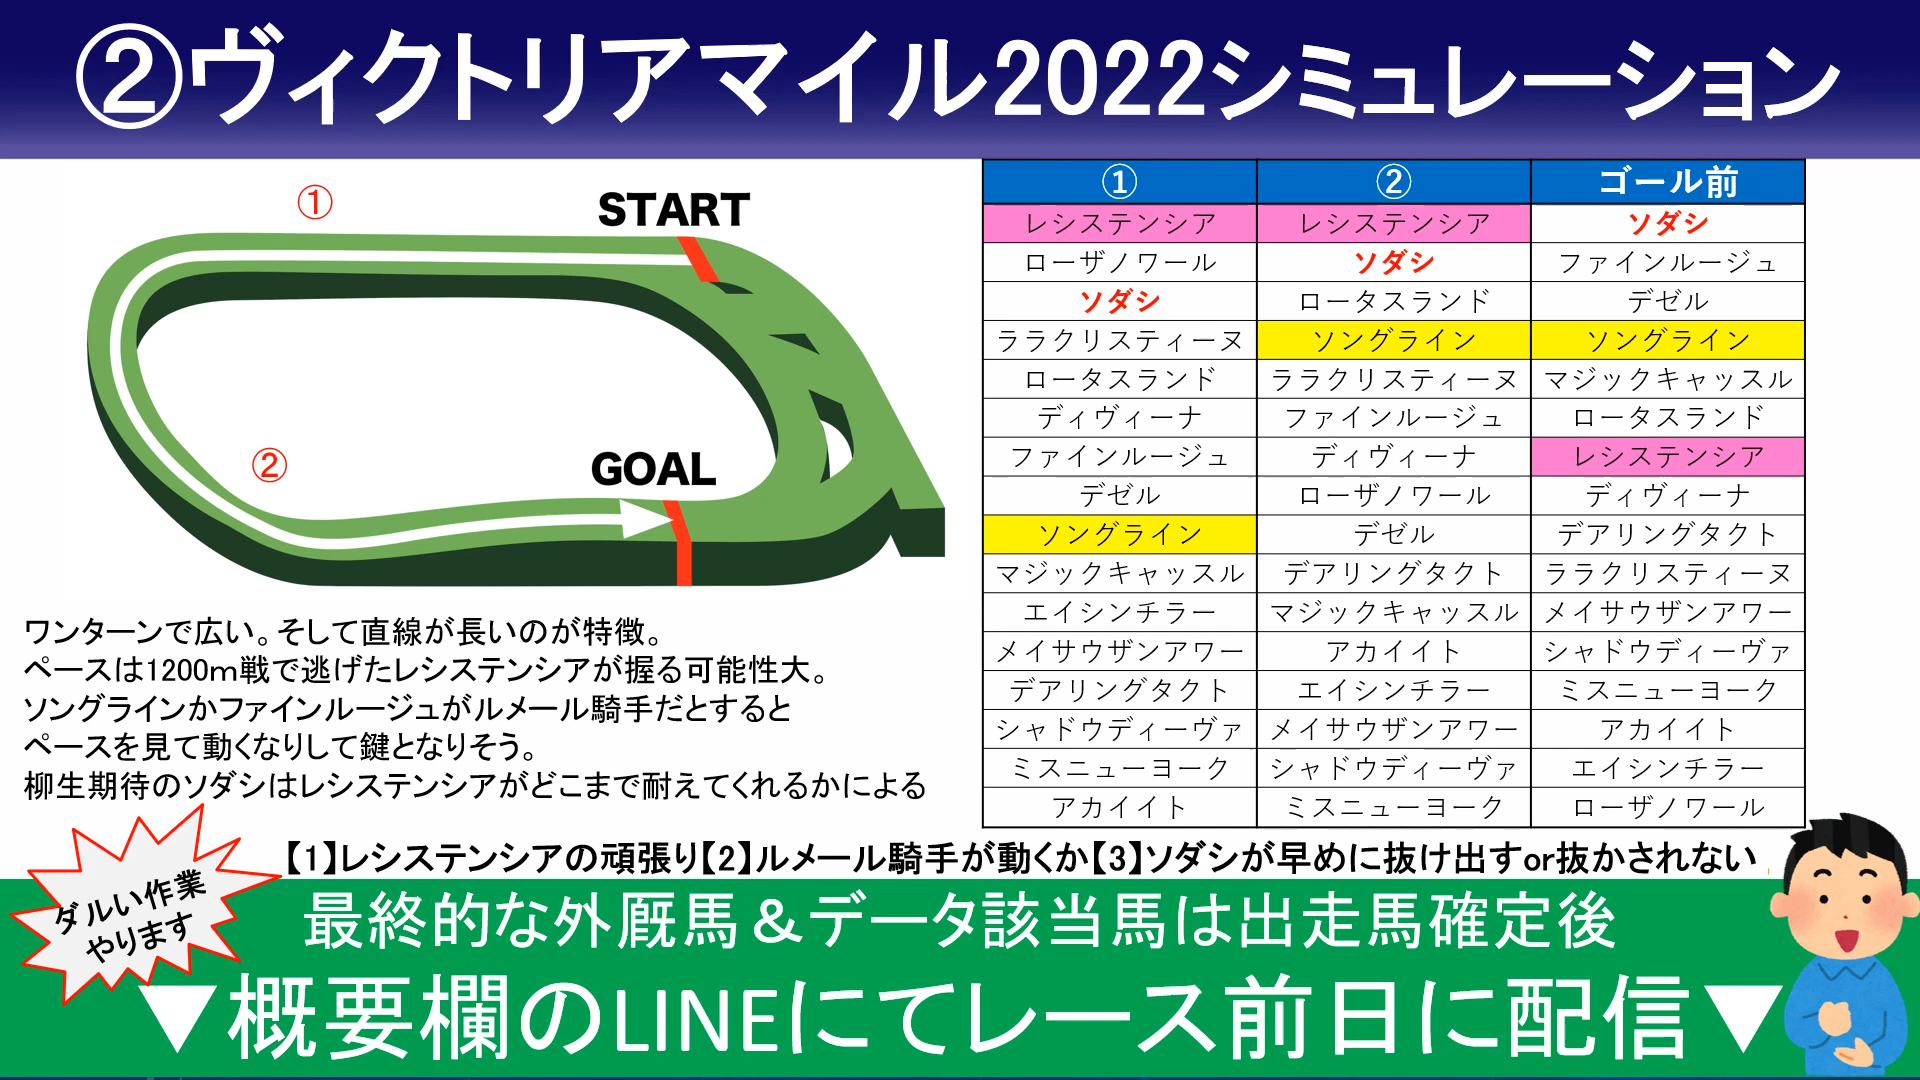 ②ヴィクトリアマイル2022シミュレーション
①
START
②
GOAL
① ② ゴール前
レシステンシア レシステンシア ソダシ
ローザノワール ソダシ ファインルージュ
ソダシ ロータスランド デゼル
ララクリスティーヌ ソングライン ソングライン
ロータスランド ララクリスティーヌ マジックキャッスル
ディヴィーナ ファインルージュ ロータスランド
ファインルージュ ディヴィーナ レシステンシア
デゼル ローザノワール ディヴィーナ
ソングライン デゼル デアリングタクト
マジックキャッスル デアリングタクト ララクリスティーヌ
エイシンチラー マジックキャッスル メイサウザンアワー
メイサウザンアワー アカイイト シャドウディーヴァ
デアリングタクト エイシンチラー ミスニューヨーク
シャドウディーヴァ メイサウザンアワー アカイイト
ミスニューヨーク シャドウディーヴァ エイシンチラー
アカイイト ミスニューヨーク ローザノワール
ワンターンで広い。そして直線が長いのが特徴。
ペースは1200m戦で逃げたレシステンシアが握る可能性大。
ソングラインかファインルージュがルメール騎手だとすると
ペースを見て動くなりして鍵となりそう。
柳生期待のソダシはレシステンシアがどこまで耐えてくれるかによる
【1】レシステンシアの頑張り【2】ルメール騎手が動くか【3】ソダシが早めに抜け出すor抜かされない
ダルい作業
やります
最終的な外厩馬＆データ該当馬は出走馬確定後
▼概要欄のLINEにてレース前日に配信▼